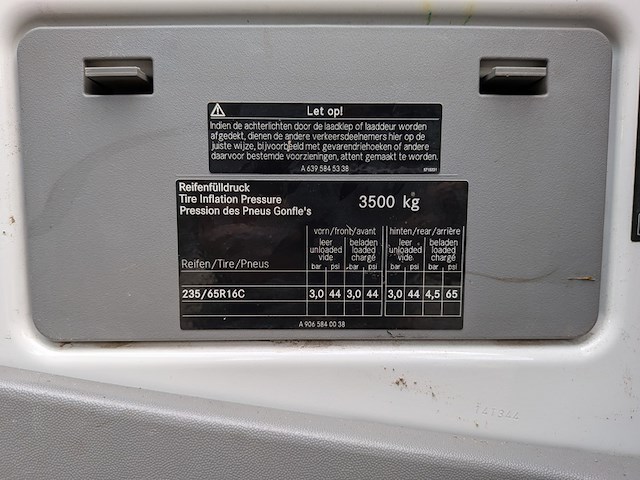 Let op!
Indien de achterlichten door de laadklep of laaddeur worden
afgedekt, dienen de andere verkeersdeelnemers hier op de
juiste wijze, bijvoorbeeld met gevarendriehoeken of andere
daarvoor bestemde voorzieningen, attent gemaakt te worden.
A 639 584 53 38
Reifenfülldruck
Tire Inflation Pressure
Pression des Pneus Gonfle's
3500 kg
vorn/front/avant hinten/rear/arrière
leer beladen leer beladen
unloaded loaded unloaded loaded
vide chargé vide chargé
Reifen/Tire/Pneus
bar psi bar psi bar psi bar psi
235/65R16C 3,0 44 3,0 44 3,0 44 4,5 65
A 906 584 00 38